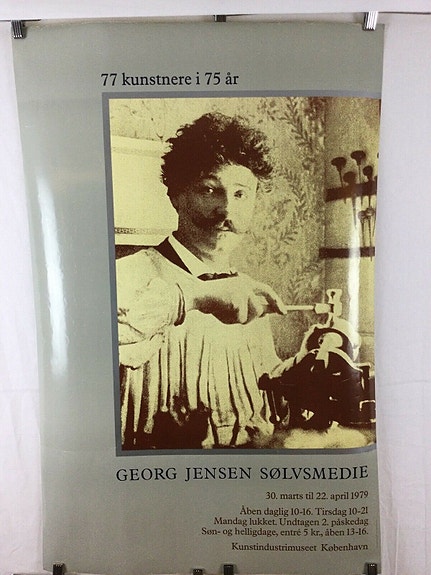 77 kunstnere i 75 år
GEORG JENSEN SØLVSMEDIE
30. marts til 22. april 1979
Åben daglig 10-16. Tirsdag 10-21
Mandag lukket. Undtagen 2. påskedag
Søn- og helligdage, entré 5 kr., åben 13-16.
Kunstindustrimuseet København